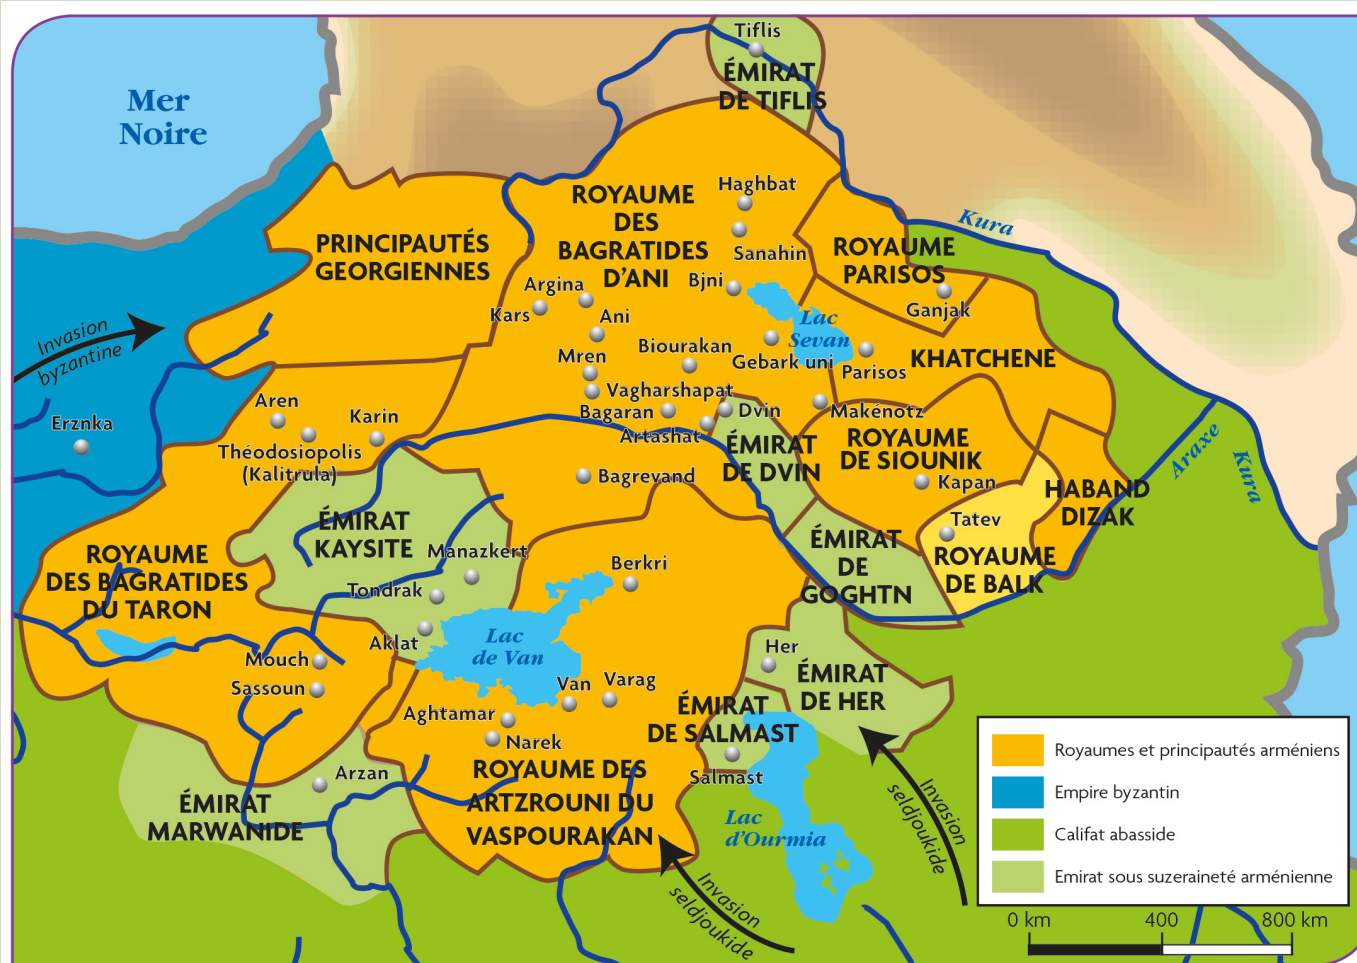 Tiflis
ÉMIRAT
DE TIFLIS
Mer
Noire
Haghbat
ROYAUME
DES
BAGRATIDES
D'ANI
Sanahin
Kura
PRINCIPAUTÉS
GEORGIENNES
ROYAUME
PARISOS
Argina
Bjni
Ganjak
Kars
Ani
Lac
Sevan
Invasion
byzantine
Mren
Biourakan
Gebark uni
Parisos
KHATCHENE
Vagharshapat
Bagaran
Dvin
Makénotz
Artashat
Aren
Karin
Erznka
Théodosiopolis
(Kalitrula)
ÉMIRAT
DE DVIN
ROYAUME
DE SIOUNIK
Araxe
Kura
Bagrevand
Kapan
HABAND
DIZAK
Tatev
ÉMIRAT
KAYSITE
Manazkert
ÉMIRAT
DE
GOGHTN
ROYAUME
DE BALK
ROYAUME
DES BAGRATIDES
DU TARON
Berkri
Tondrak
Aklat
Lac
de Van
Mouch
Sassoun
Her
ÉMIRAT
DE HER
Van
Varag
ÉMIRAT
DE SALMAST
Aghtamar
Narek
Salmast
Arzan
ROYAUME DES
ARTZROUNI DU
VASPOURAKAN
ÉMIRAT
MARWANIDE
Lac
d'Ourmia
Invasion
seldjoukide
Invasion
seldjoukide
Royaumes et principautés arméniens
Empire byzantin
Califat abasside
Emirat sous suzeraineté arménienne
0 km
400
800 km